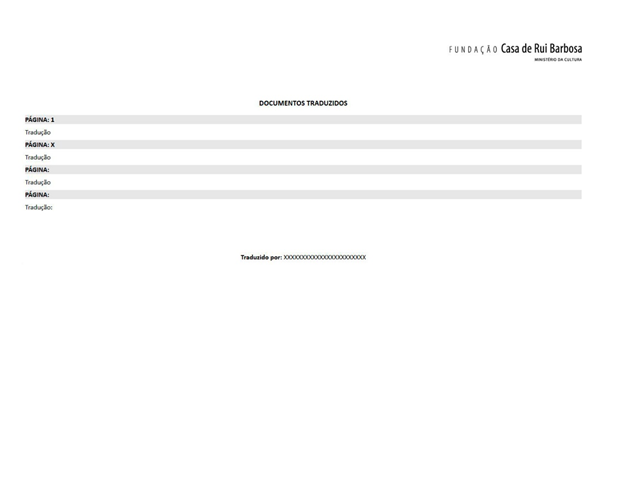 FUNDAÇÃO Casa de Rui Barbosa
MINISTÉRIO DA CULTURA
DOCUMENTOS TRADUZIDOS
PÁGINA: 1
Tradução
PÁGINA: X
Tradução
PÁGINA:
Tradução
PÁGINA:
Tradução:
Traduzido por: XXXXXXXXXXXXXXXXXXXXXXX